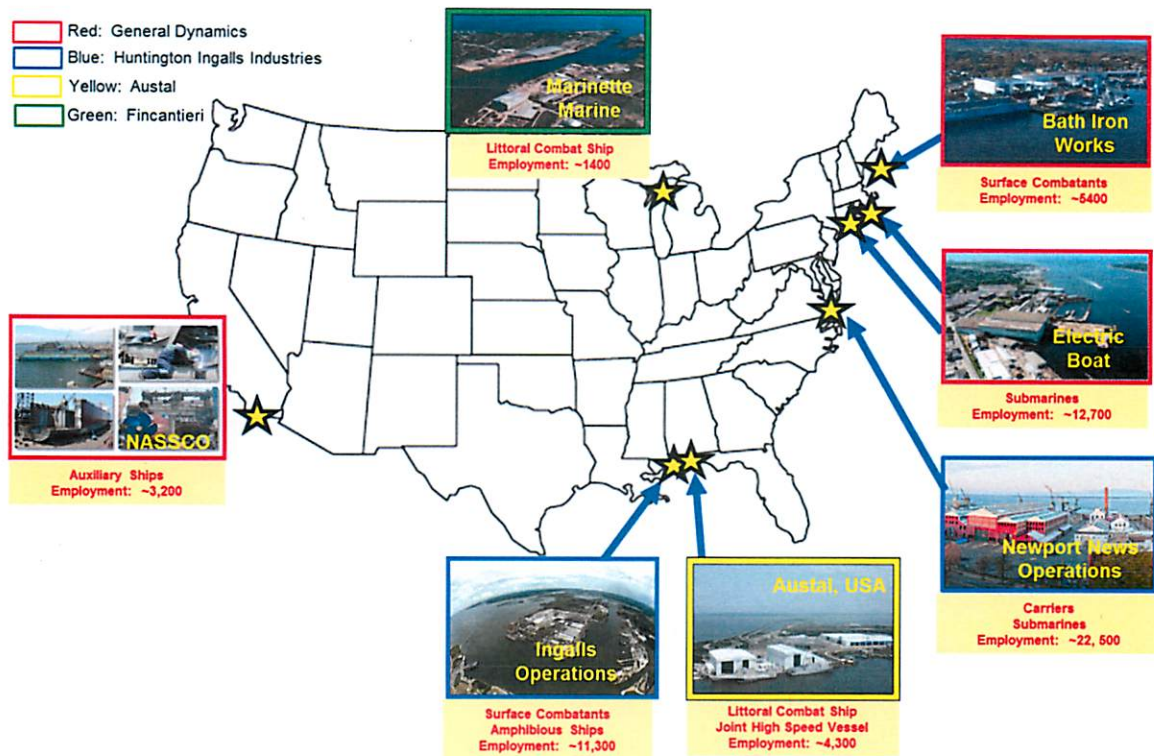 Red: General Dynamics
Blue: Huntington Ingalls Industries
Yellow: Austal
Green: Fincantieri
Marinette
Marine
Littoral Combat Ship
Employment: ~1400
Bath Iron
Works
Surface Combatants
Employment: ~5400
Electric
Boat
Submarines
Employment: ~12,700
NASSCO
Auxiliary Ships
Employment: ~3,200
Newport News
Operations
Carriers
Submarines
Employment: ~22, 500
Ingalls
Operations
Surface Combatants
Amphibious Ships
Employment: ~11,300
Austal, USA
Littoral Combat Ship
Joint High Speed Vessel
Employment: ~4,300